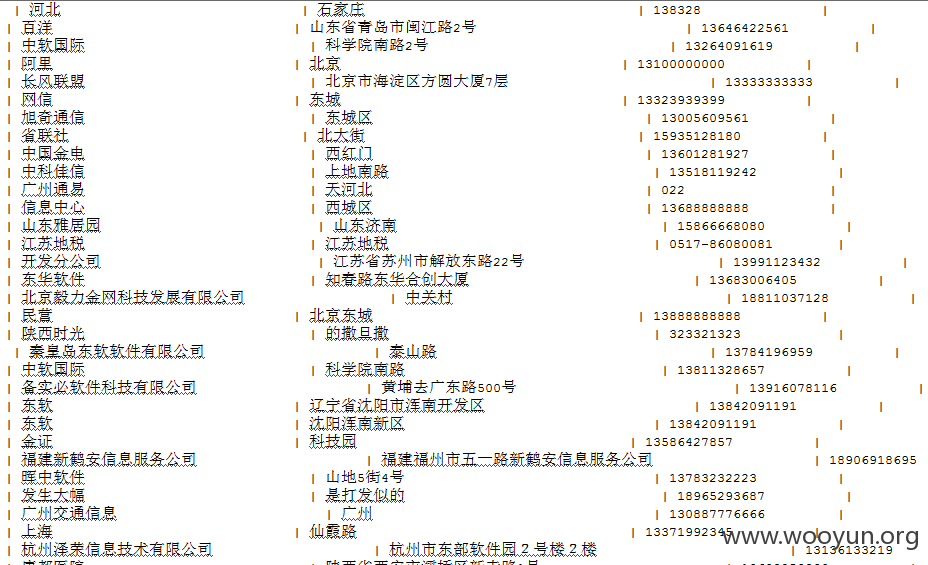 | 河北 | 石家庄 | 138328 |
| 百洋 | 山东省青岛市闽江路2号 | 13646422561 |
| 中软国际 | 科学院南路2号 | 13264091619 |
| 阿里 | 北京 | 13100000000 |
| 长风联盟 | 北京市海淀区方圆大厦7层 | 13333333333 |
| 网信 | 东城 | 13323939399 |
| 旭奇通信 | 东城区 | 13005609561 |
| 省联社 | 北大街 | 15935128180 |
| 中国金电 | 西红门 | 13601281927 |
| 中科佳信 | 上地南路 | 13518119242 |
| 广州通易 | 天河北 | 022 |
| 信息中心 | 西城区 | 13688888888 |
| 山东雅居园 | 山东济南 | 15866668080 |
| 江苏地税 | 江苏地税 | 0517-86080081 |
| 开发分公司 | 江苏省苏州市解放东路22号 | 13991123432 |
| 东华软件 | 知春路东华合创大厦 | 13683006405 |
| 北京毅力金网科技发展有限公司 | 中关村 | 18811037128 |
| 民营 | 北京东城 | 13888888888 |
| 陕西时光 | 的撒旦撒 | 323321323 |
| 秦皇岛东软软件有限公司 | 泰山路 | 13784196959 |
| 中软国际 | 科学院南路 | 13811328657 |
| 备实必软件科技有限公司 | 黄埔去广东路500号 | 13916078116 |
| 东软 | 辽宁省沈阳市浑南开发区 | 13842091191 |
| 东软 | 沈阳浑南新区 | 13842091191 |
| 金证 | 科技园 | 13586427857 |
| 福建新鹤安信息服务公司 | 福建福州市五一路新鹤安信息服务公司 | 18906918695
| 晖中软件 | 山地5街4号 | 13783232223 |
| 发生大幅 | 是打发似的 | 18965293687 |
| 广州交通信息 | 广州 | 130887776666 |
| 上海 | 仙霞路 | 13371992345 |
www.wooyun.org
| 杭州泽荣信息技术有限公司 | 杭州市东部软件园２号楼２楼 | 13136133219